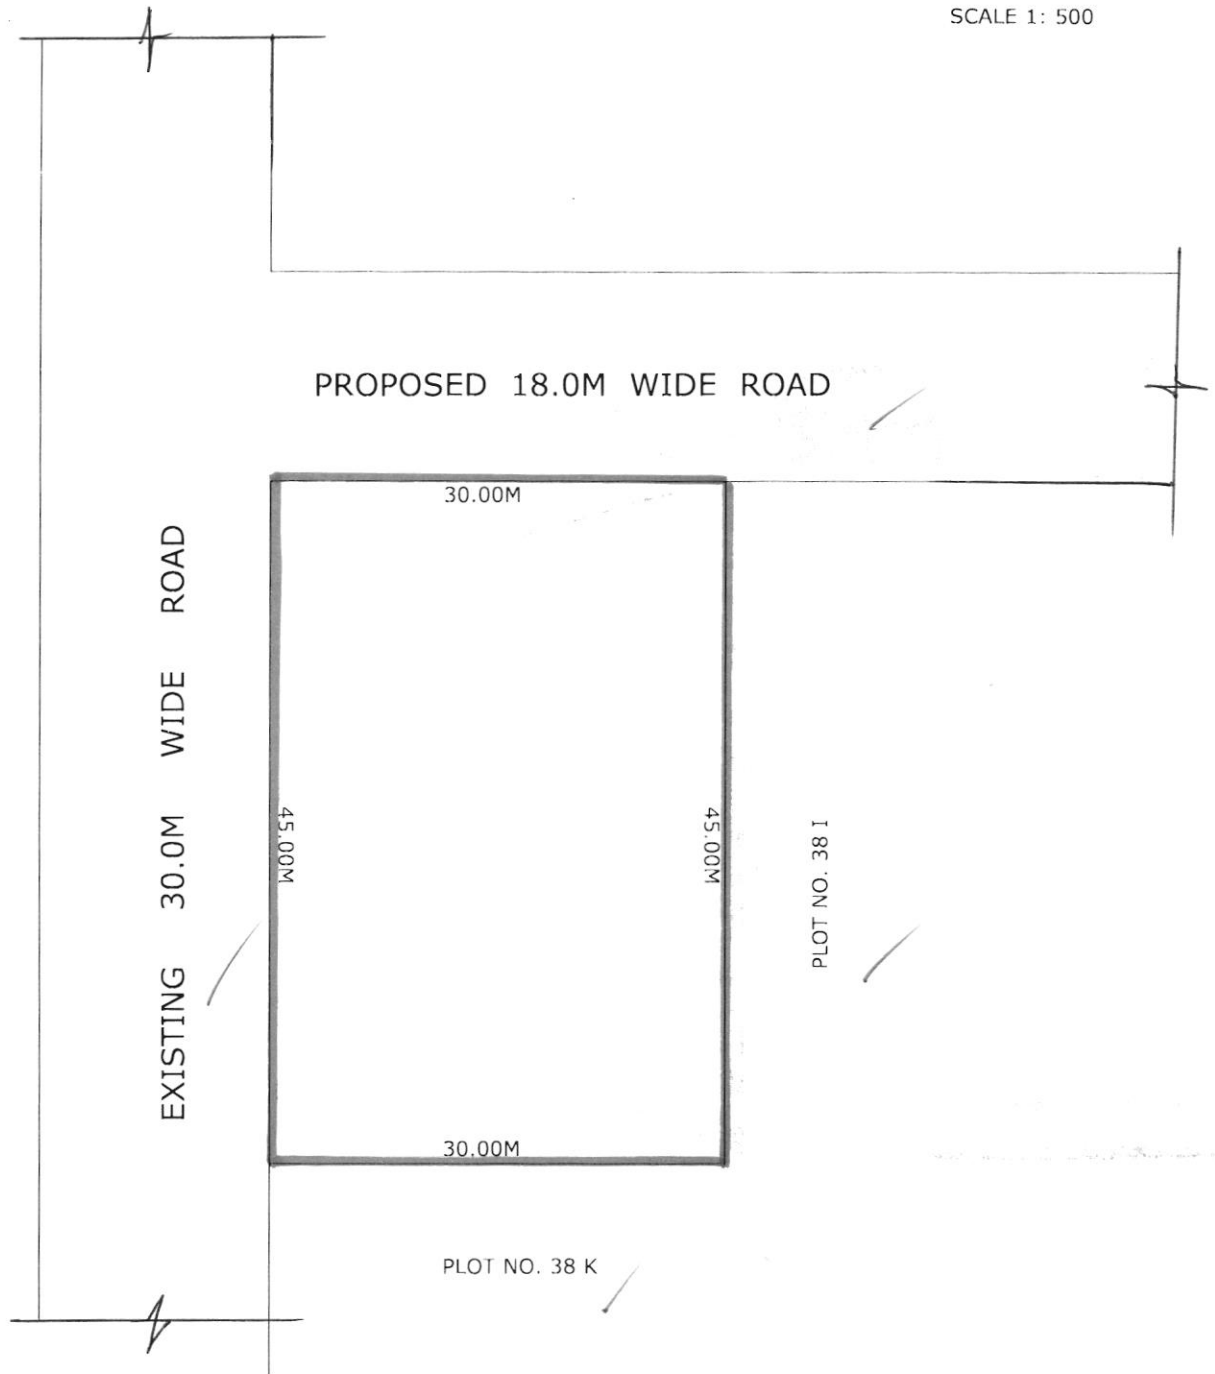 SCALE 1: 500
PROPOSED 18.0M WIDE ROAD
30.00M
EXISTING 30.0M WIDE ROAD
45.00M
45.00M
PLOT NO. 38 I
30.00M
PLOT NO. 38 K